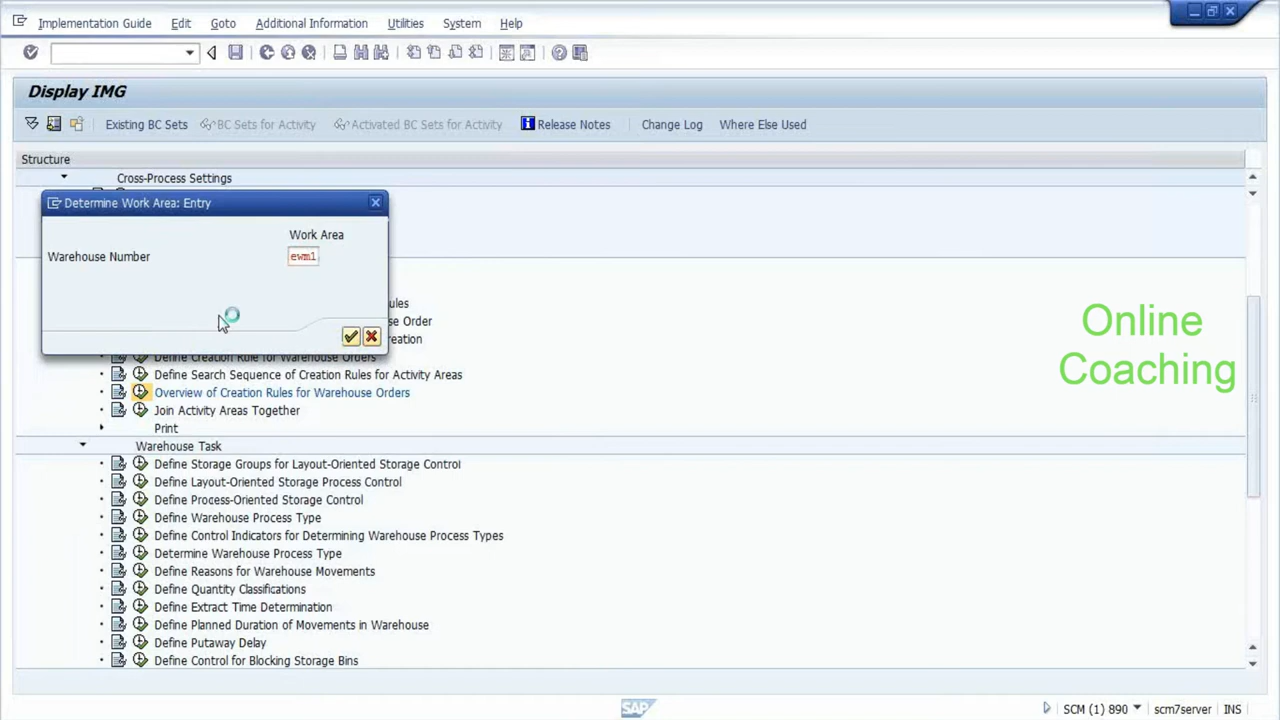 Implementation Guide Edit Goto Additional Information Utilities System Help
Display IMG
Existing BC Sets BC Sets for Activity Activated BC Sets for Activity Release Notes Change Log Where Else Used
Structure
Cross-Process Settings
Determine Work Area: Entry
Work Area
Warehouse Number ewm1
Online
Coaching
Define Creation Rule for Warehouse Orders
Define Search Sequence of Creation Rules for Activity Areas
Overview of Creation Rules for Warehouse Orders
Join Activity Areas Together
Print
Warehouse Task
Define Storage Groups for Layout-Oriented Storage Control
Define Layout-Oriented Storage Process Control
Define Process-Oriented Storage Control
Define Warehouse Process Type
Define Control Indicators for Determining Warehouse Process Types
Determine Warehouse Process Type
Define Reasons for Warehouse Movements
Define Quantity Classifications
Define Extract Time Determination
Define Planned Duration of Movements in Warehouse
Define Putaway Delay
Define Control for Blocking Storage Bins
SAP SCM (1) 890 scm7server INS